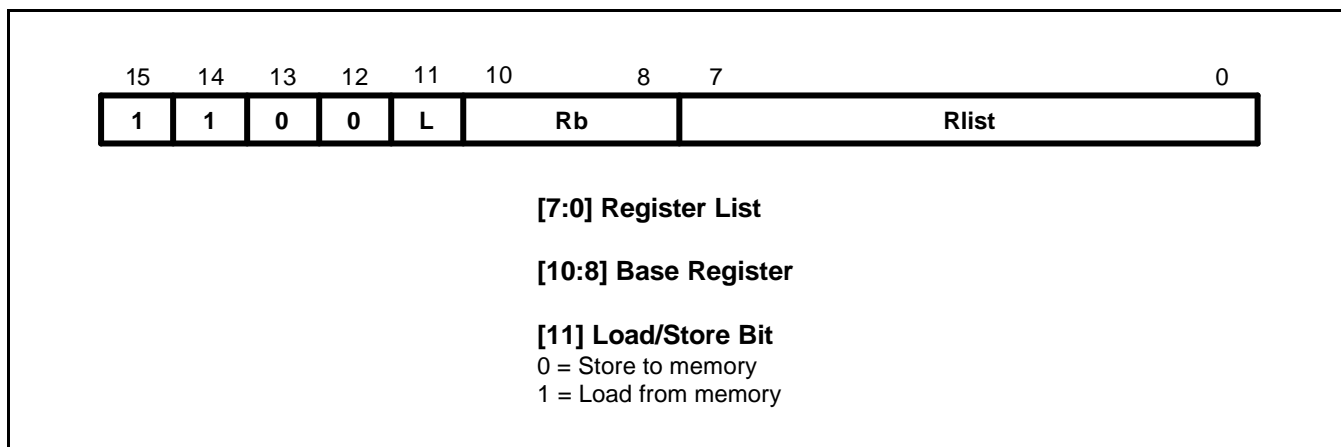 15 14 13 12 11 10 8 7 0
1 1 0 0 L Rb Rlist
[7:0] Register List
[10:8] Base Register
[11] Load/Store Bit
0 = Store to memory
1 = Load from memory